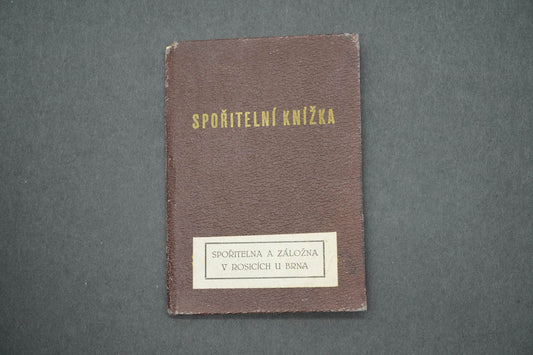 SPOŘITELNÍ KNÍŽKA
SPOŘITELNA A ZÁLOŽNA
V ROSICÍCH U BRNA